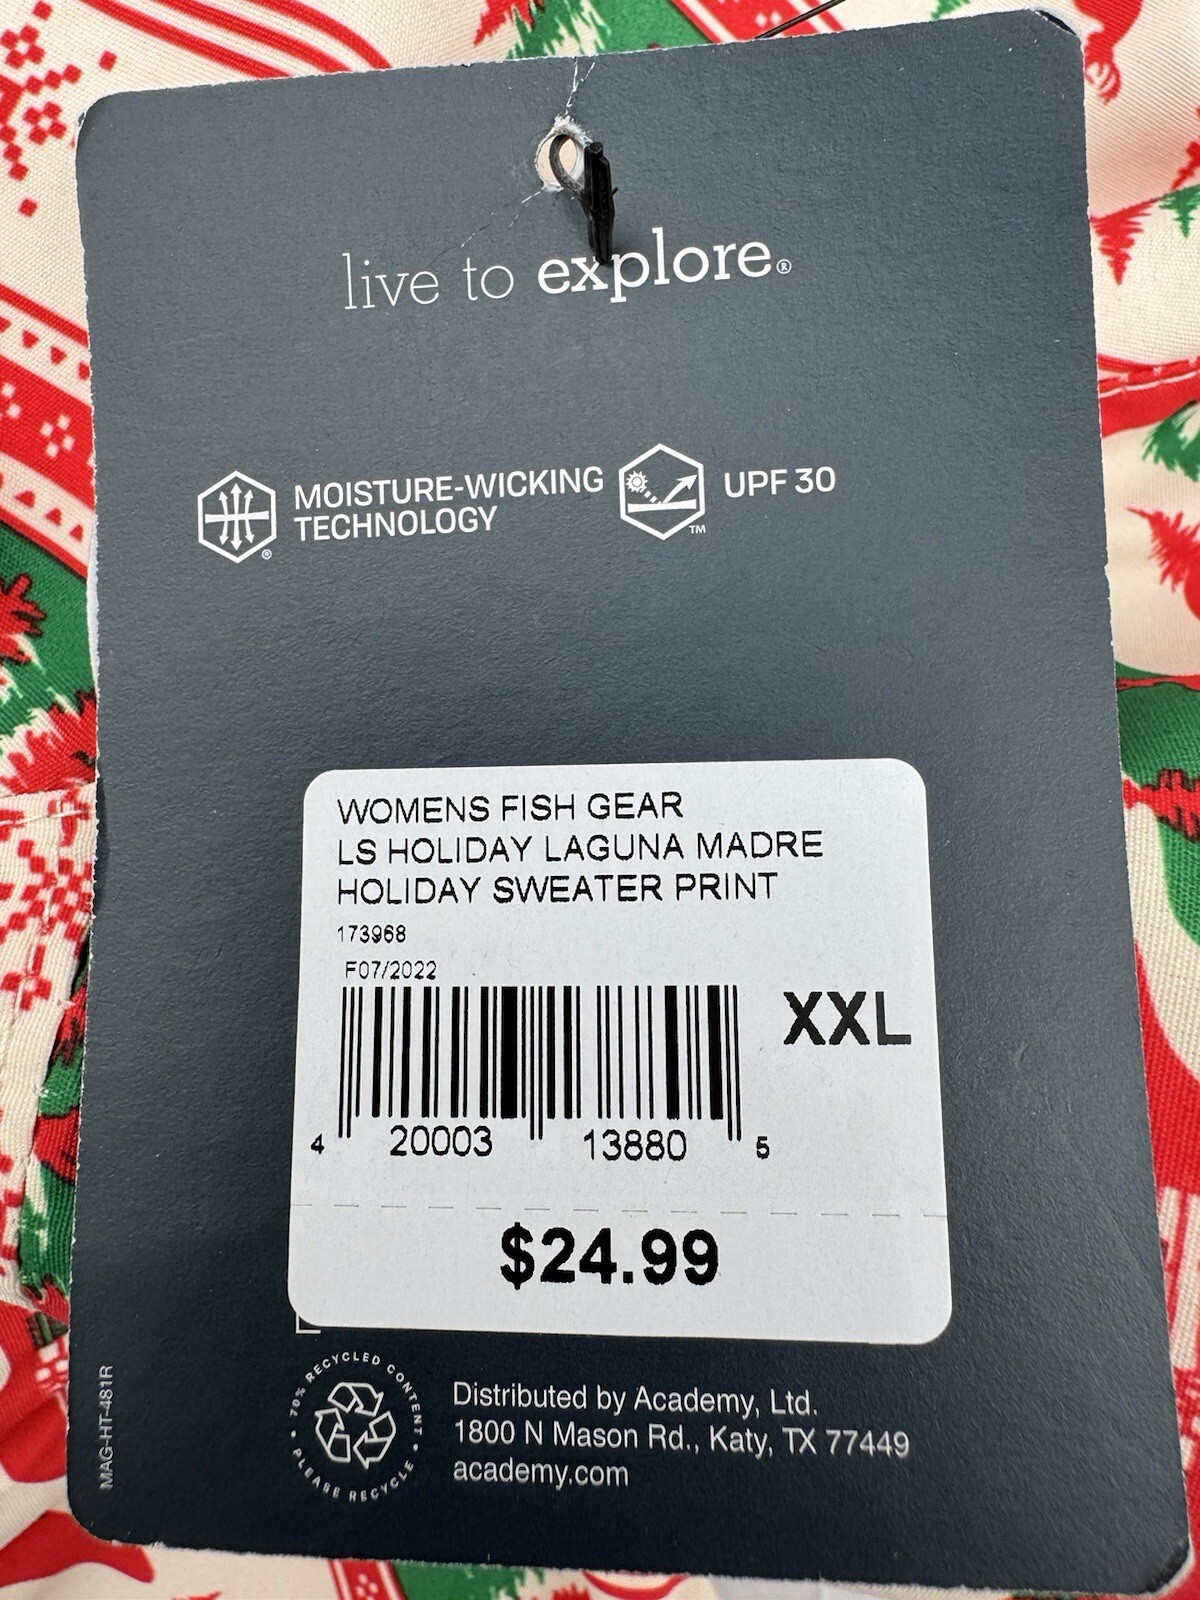 live to explore®
MOISTURE-WICKING
TECHNOLOGY
®
TM
UPF 30
WOMENS FISH GEAR
LS HOLIDAY LAGUNA MADRE
HOLIDAY SWEATER PRINT
173968
F07/2022
XXL
4 20003 13880 5
$24.99
70% RECYCLED CONTENT • PLEASE RECYCLE •
Distributed by Academy, Ltd.
1800 N Mason Rd., Katy, TX 77449
academy.com
MAG-HT-481R